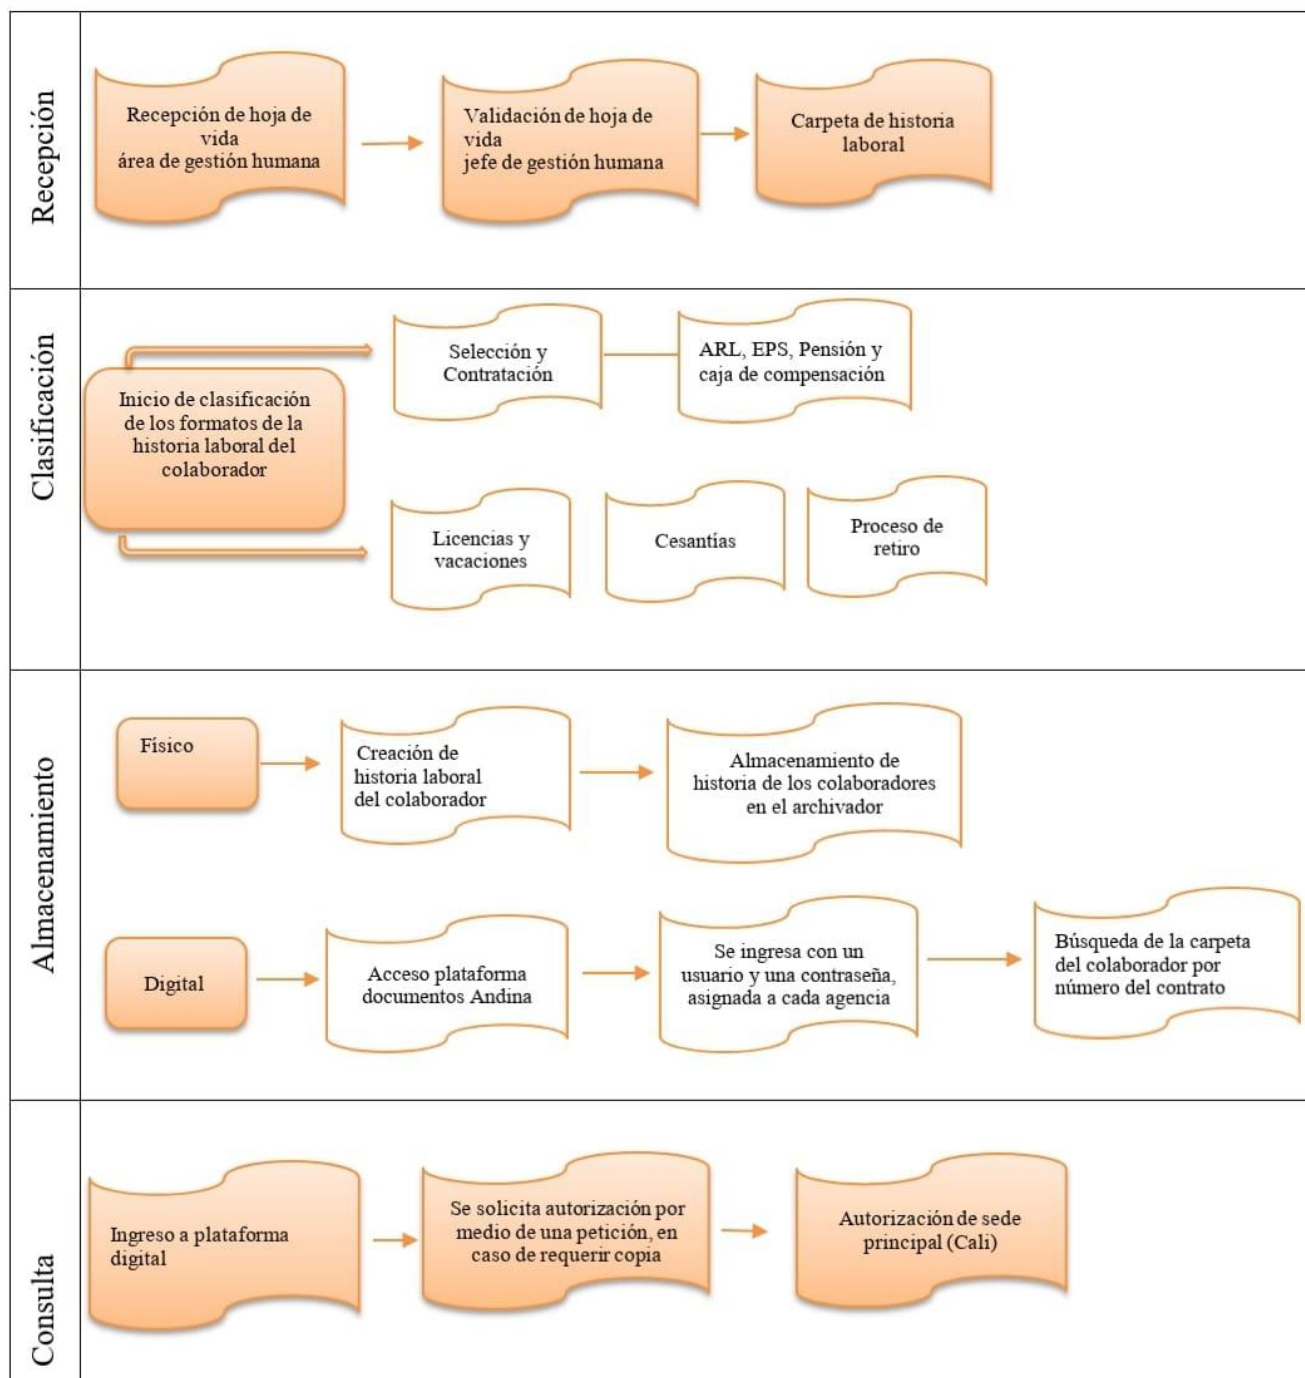 Recepción
Recepción de hoja de
vida
área de gestión humana
Validación de hoja de
vida
jefe de gestión humana
Carpeta de historia
laboral
Clasificación
Inicio de clasificación
de los formatos de la
historia laboral del
colaborador
Selección y
Contratación
ARL, EPS, Pensión y
caja de compensación
Licencias y
vacaciones
Cesantías
Proceso de
retiro
Almacenamiento
Físico
Creación de
historia laboral
del colaborador
Almacenamiento de
historia de los colaboradores
en el archivador
Digital
Acceso plataforma
documentos Andina
Se ingresa con un
usuario y una contraseña,
asignada a cada agencia
Búsqueda de la carpeta
del colaborador por
número del contrato
Consulta
Ingreso a plataforma
digital
Se solicita autorización por
medio de una petición, en
caso de requerir copia
Autorización de sede
principal (Cali)